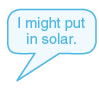 I might put
in solar.